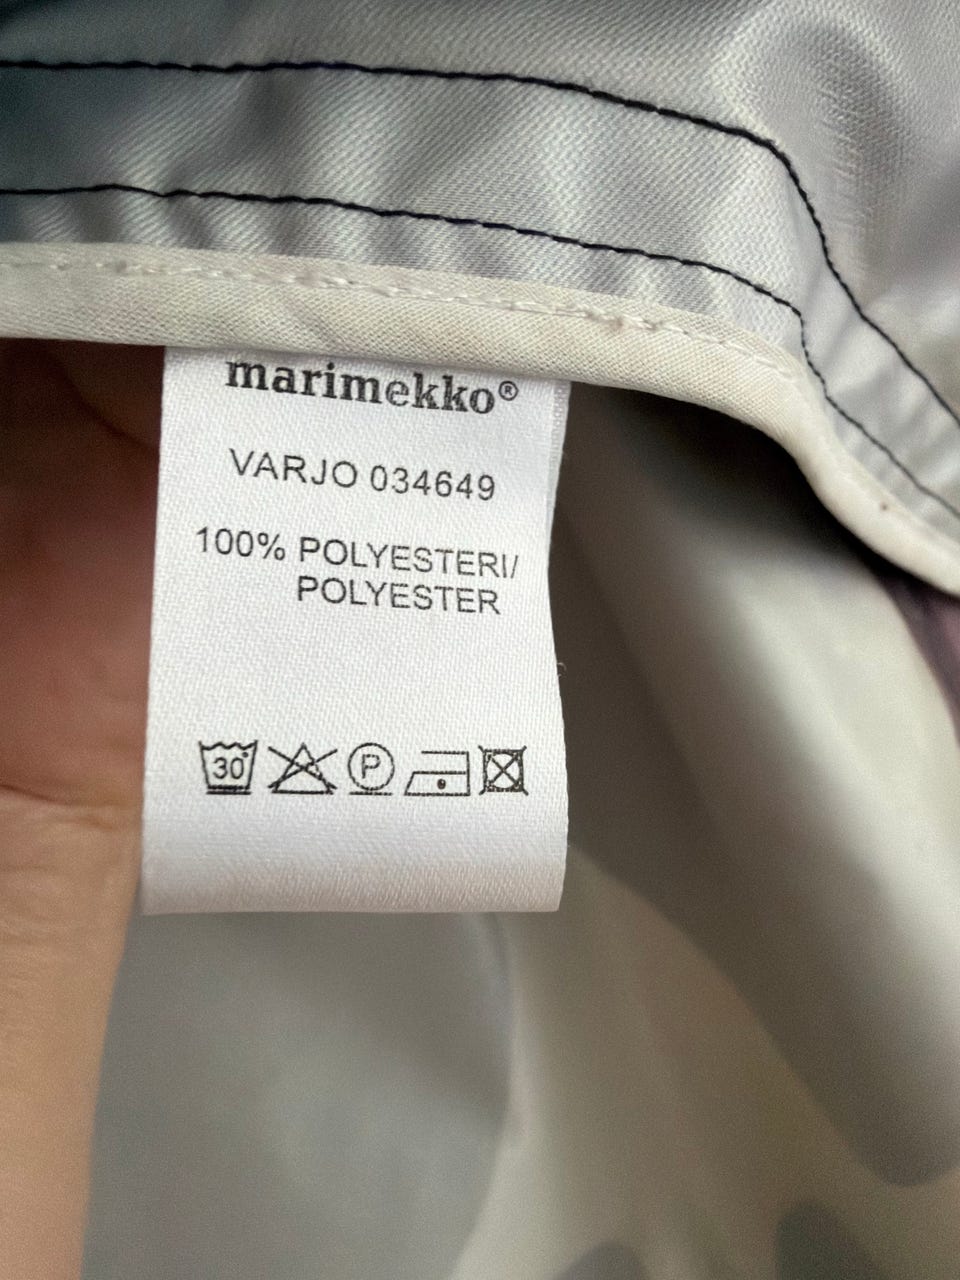 marimekko®
VARJO 034649
100% POLYESTERI/
POLYESTER
30°
P